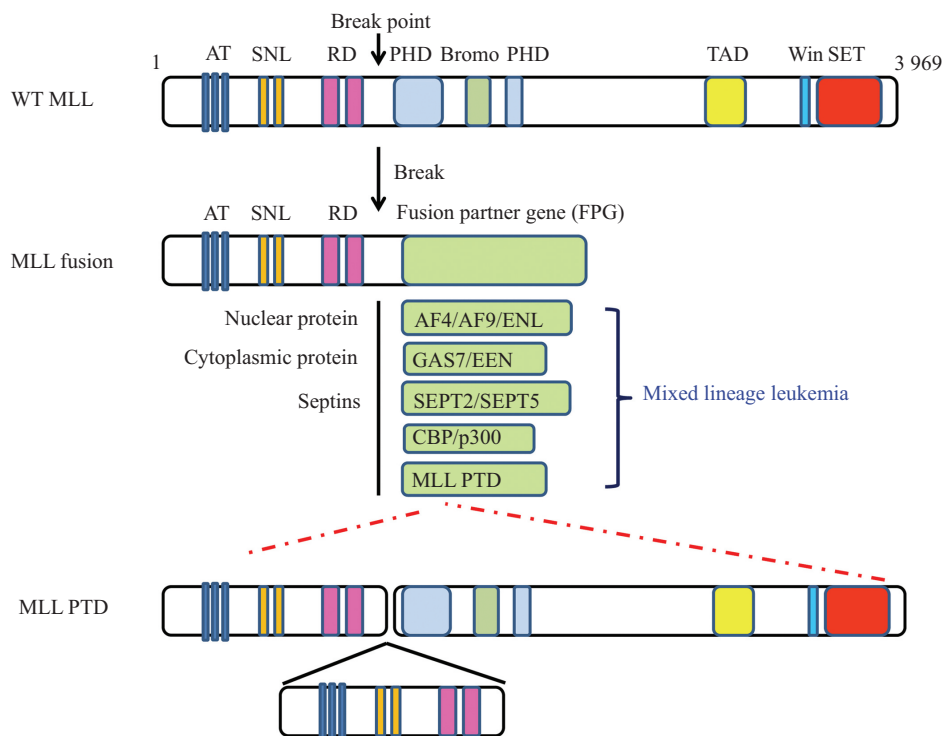 Break point
1 AT SNL RD PHD Bromo PHD TAD Win SET 3 969
WT MLL
Break
AT SNL RD Fusion partner gene (FPG)
MLL fusion
Nuclear protein AF4/AF9/ENL
Cytoplasmic protein GAS7/EEN
Septins SEPT2/SEPT5 Mixed lineage leukemia
CBP/p300
MLL PTD
MLL PTD